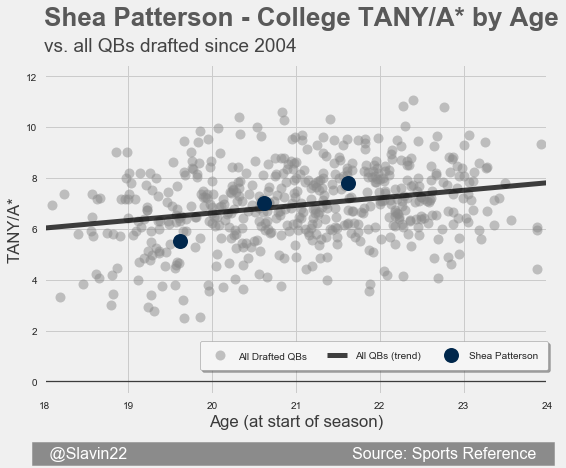 Shea Patterson - College TANY/A* by Age
vs. all QBs drafted since 2004
12
10
8
6
4
2
0
TANY/A*
All Drafted QBs
All QBs (trend)
Shea Patterson
18
19
20
21
22
23
24
Age (at start of season)
@Slavin22
Source: Sports Reference